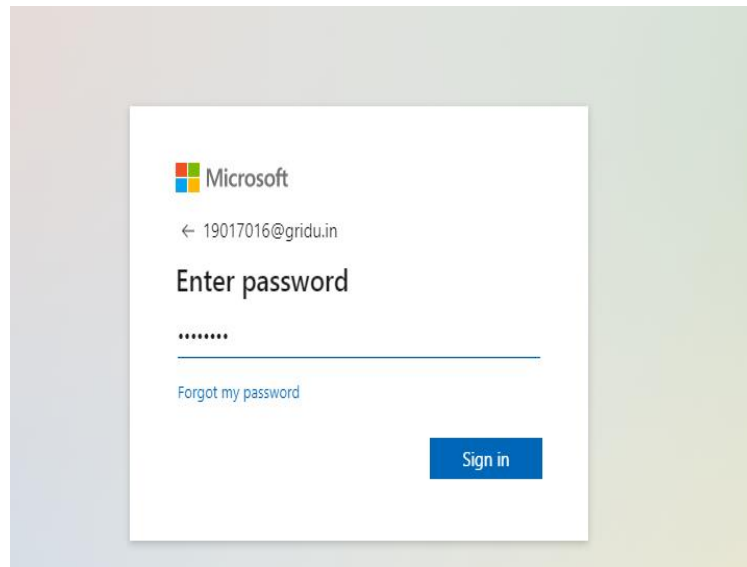 Microsoft
← 19017016@gridu.in
Enter password
••••••••
Forgot my password
Sign in